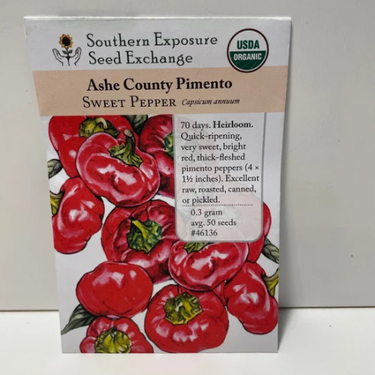 Southern Exposure
Seed Exchange
USDA
ORGANIC
Ashe County Pimento
SWEET PEPPER Capsicum annuum
70 days. Heirloom.
Quick-ripening,
very sweet, bright
red, thick-fleshed
pimento peppers (4 ×
1½ inches). Excellent
raw, roasted, canned,
or pickled.
0.3 gram
avg. 50 seeds
#46136